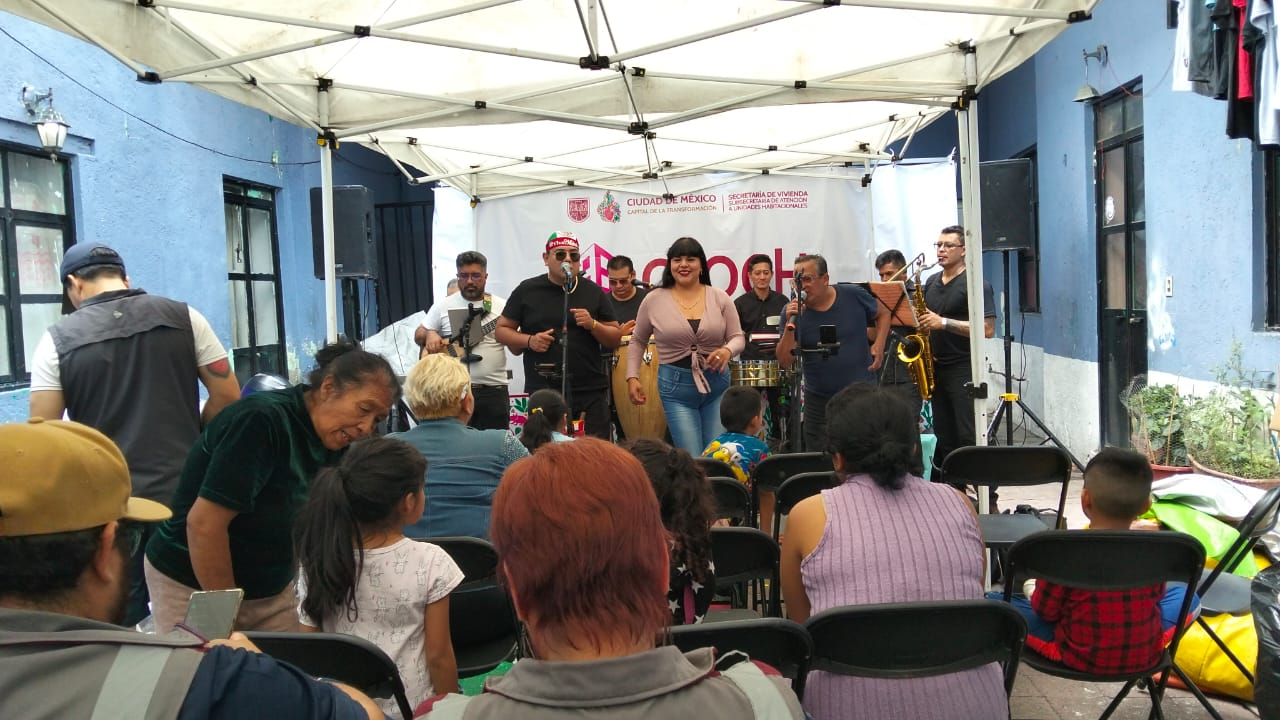 CIUDAD DE MÉXICO
CAPITAL DE LA TRANSFORMACIÓN
SECRETARÍA DE VIVIENDA
SUBSECRETARÍA DE ATENCIÓN
A UNIDADES HABITACIONALES